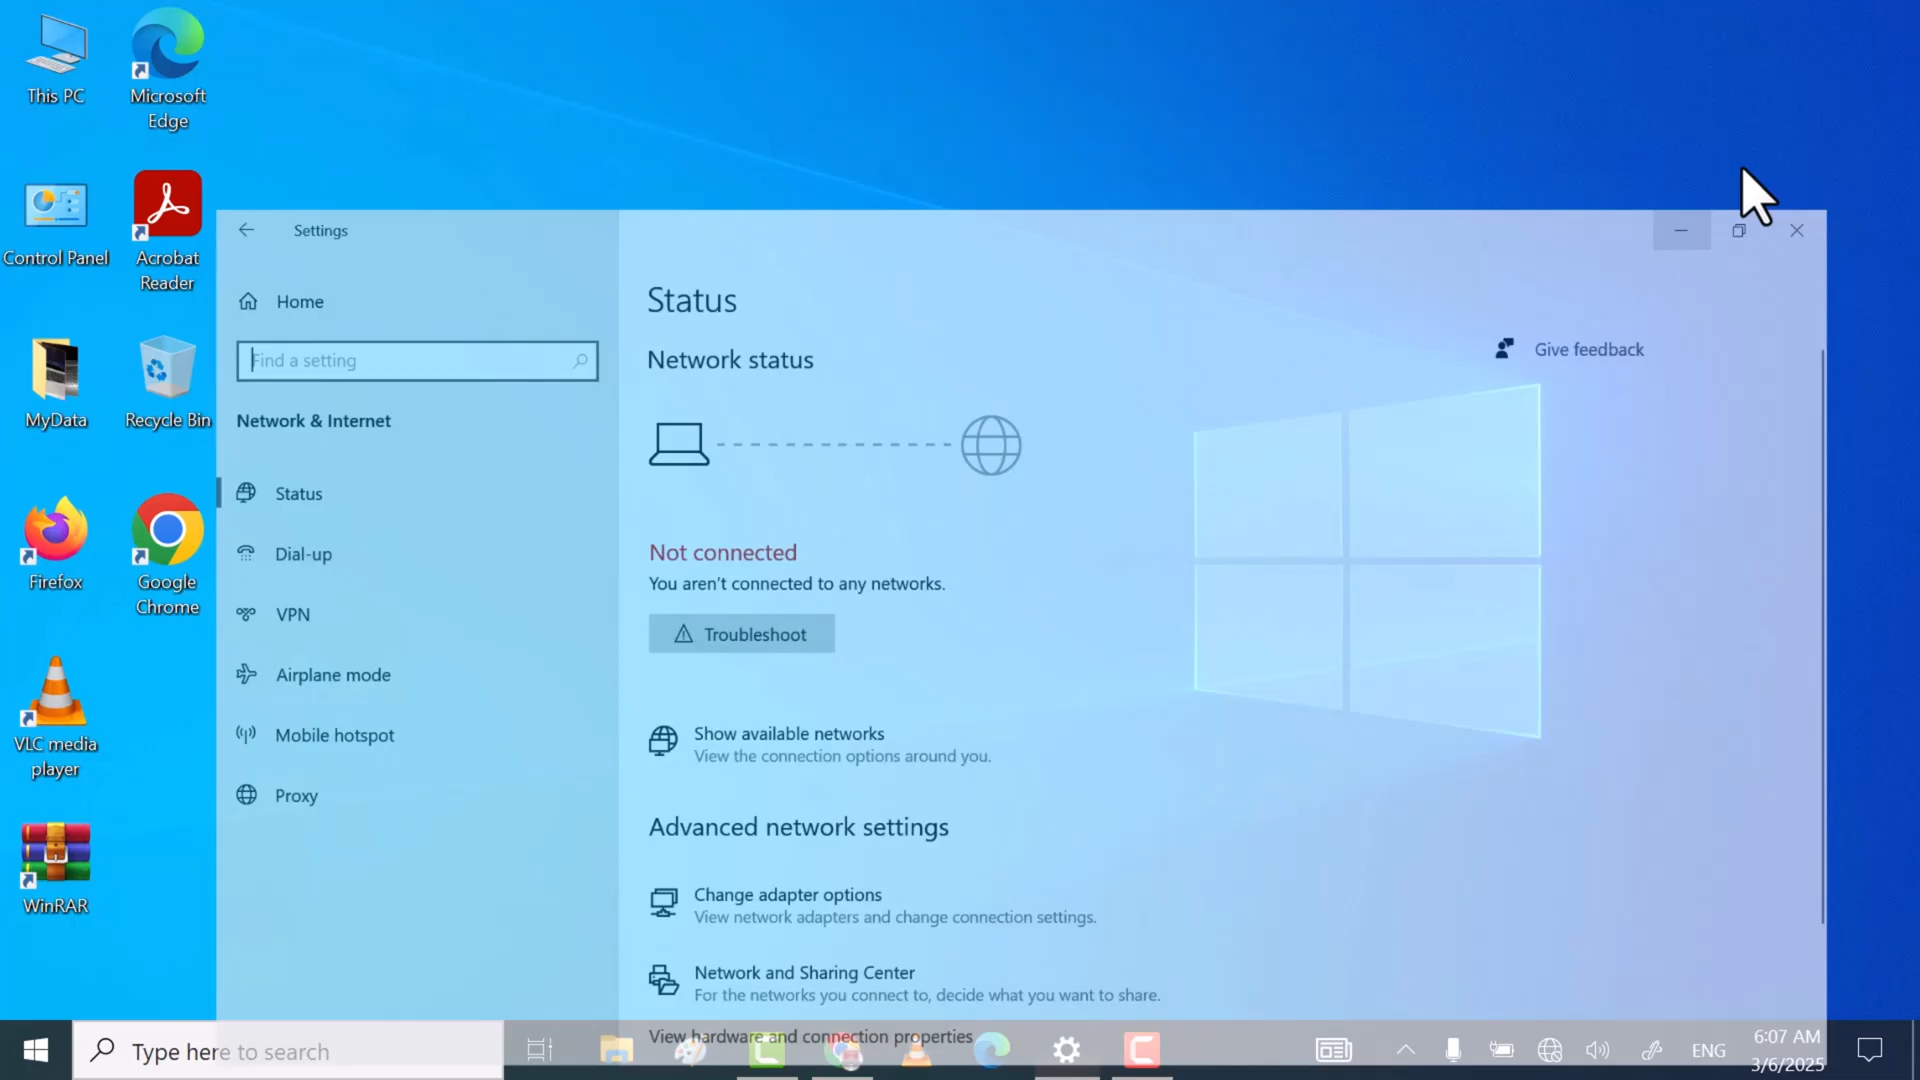 This PC
Microsoft
Edge
Control Panel
Acrobat
Reader
MyData
Recycle Bin
Firefox
Google
Chrome
VLC media
player
WinRAR
Settings
Home
Find a setting
Network & Internet
Status
Dial-up
VPN
Airplane mode
Mobile hotspot
Proxy
Status
Network status
Give feedback
Not connected
You aren't connected to any networks.
Troubleshoot
Show available networks
View the connection options around you.
Advanced network settings
Change adapter options
View network adapters and change connection settings.
Network and Sharing Center
For the networks you connect to, decide what you want to share.
View hardware and connection properties
Type here to search
ENG
6:07 AM
3/6/2025